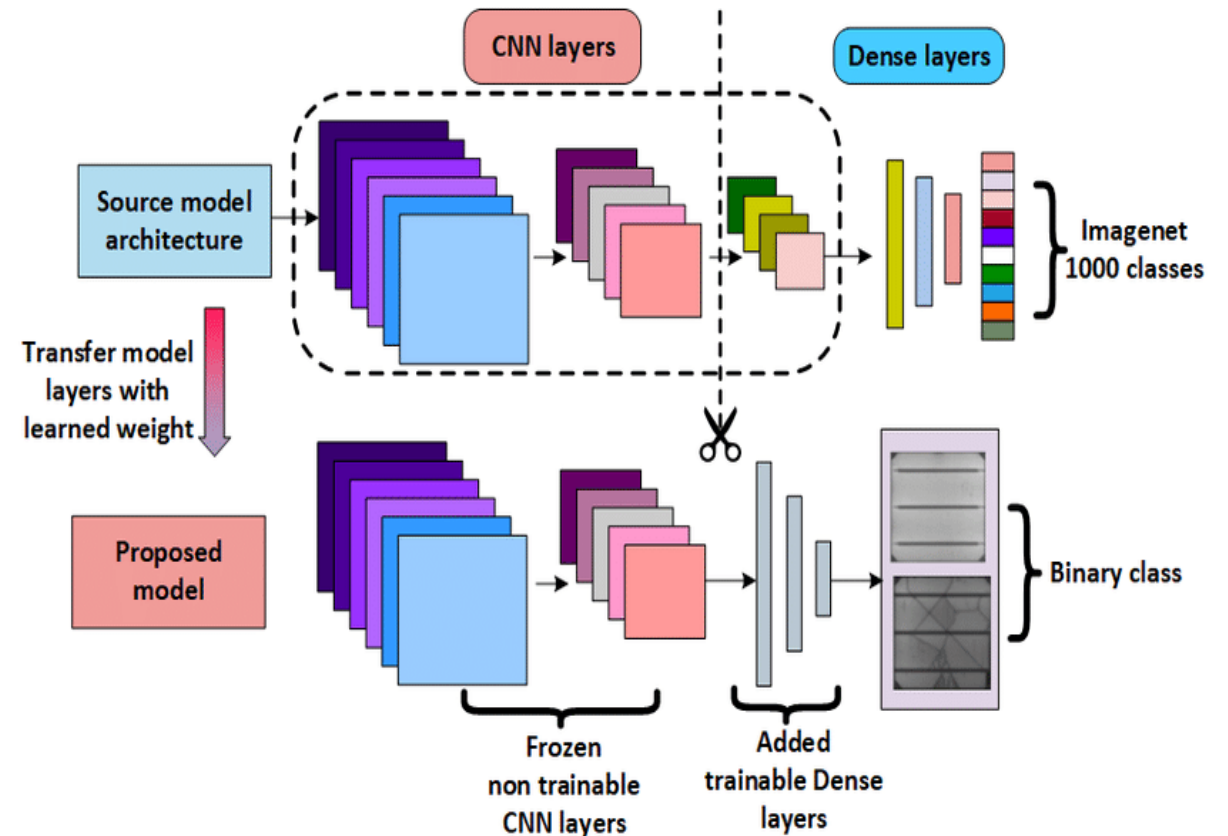 CNN layers
Dense layers
Source model
architecture
Imagenet
1000 classes
Transfer model
layers with
learned weight
Proposed
model
Binary class
Frozen
non trainable
CNN layers
Added
trainable Dense
layers